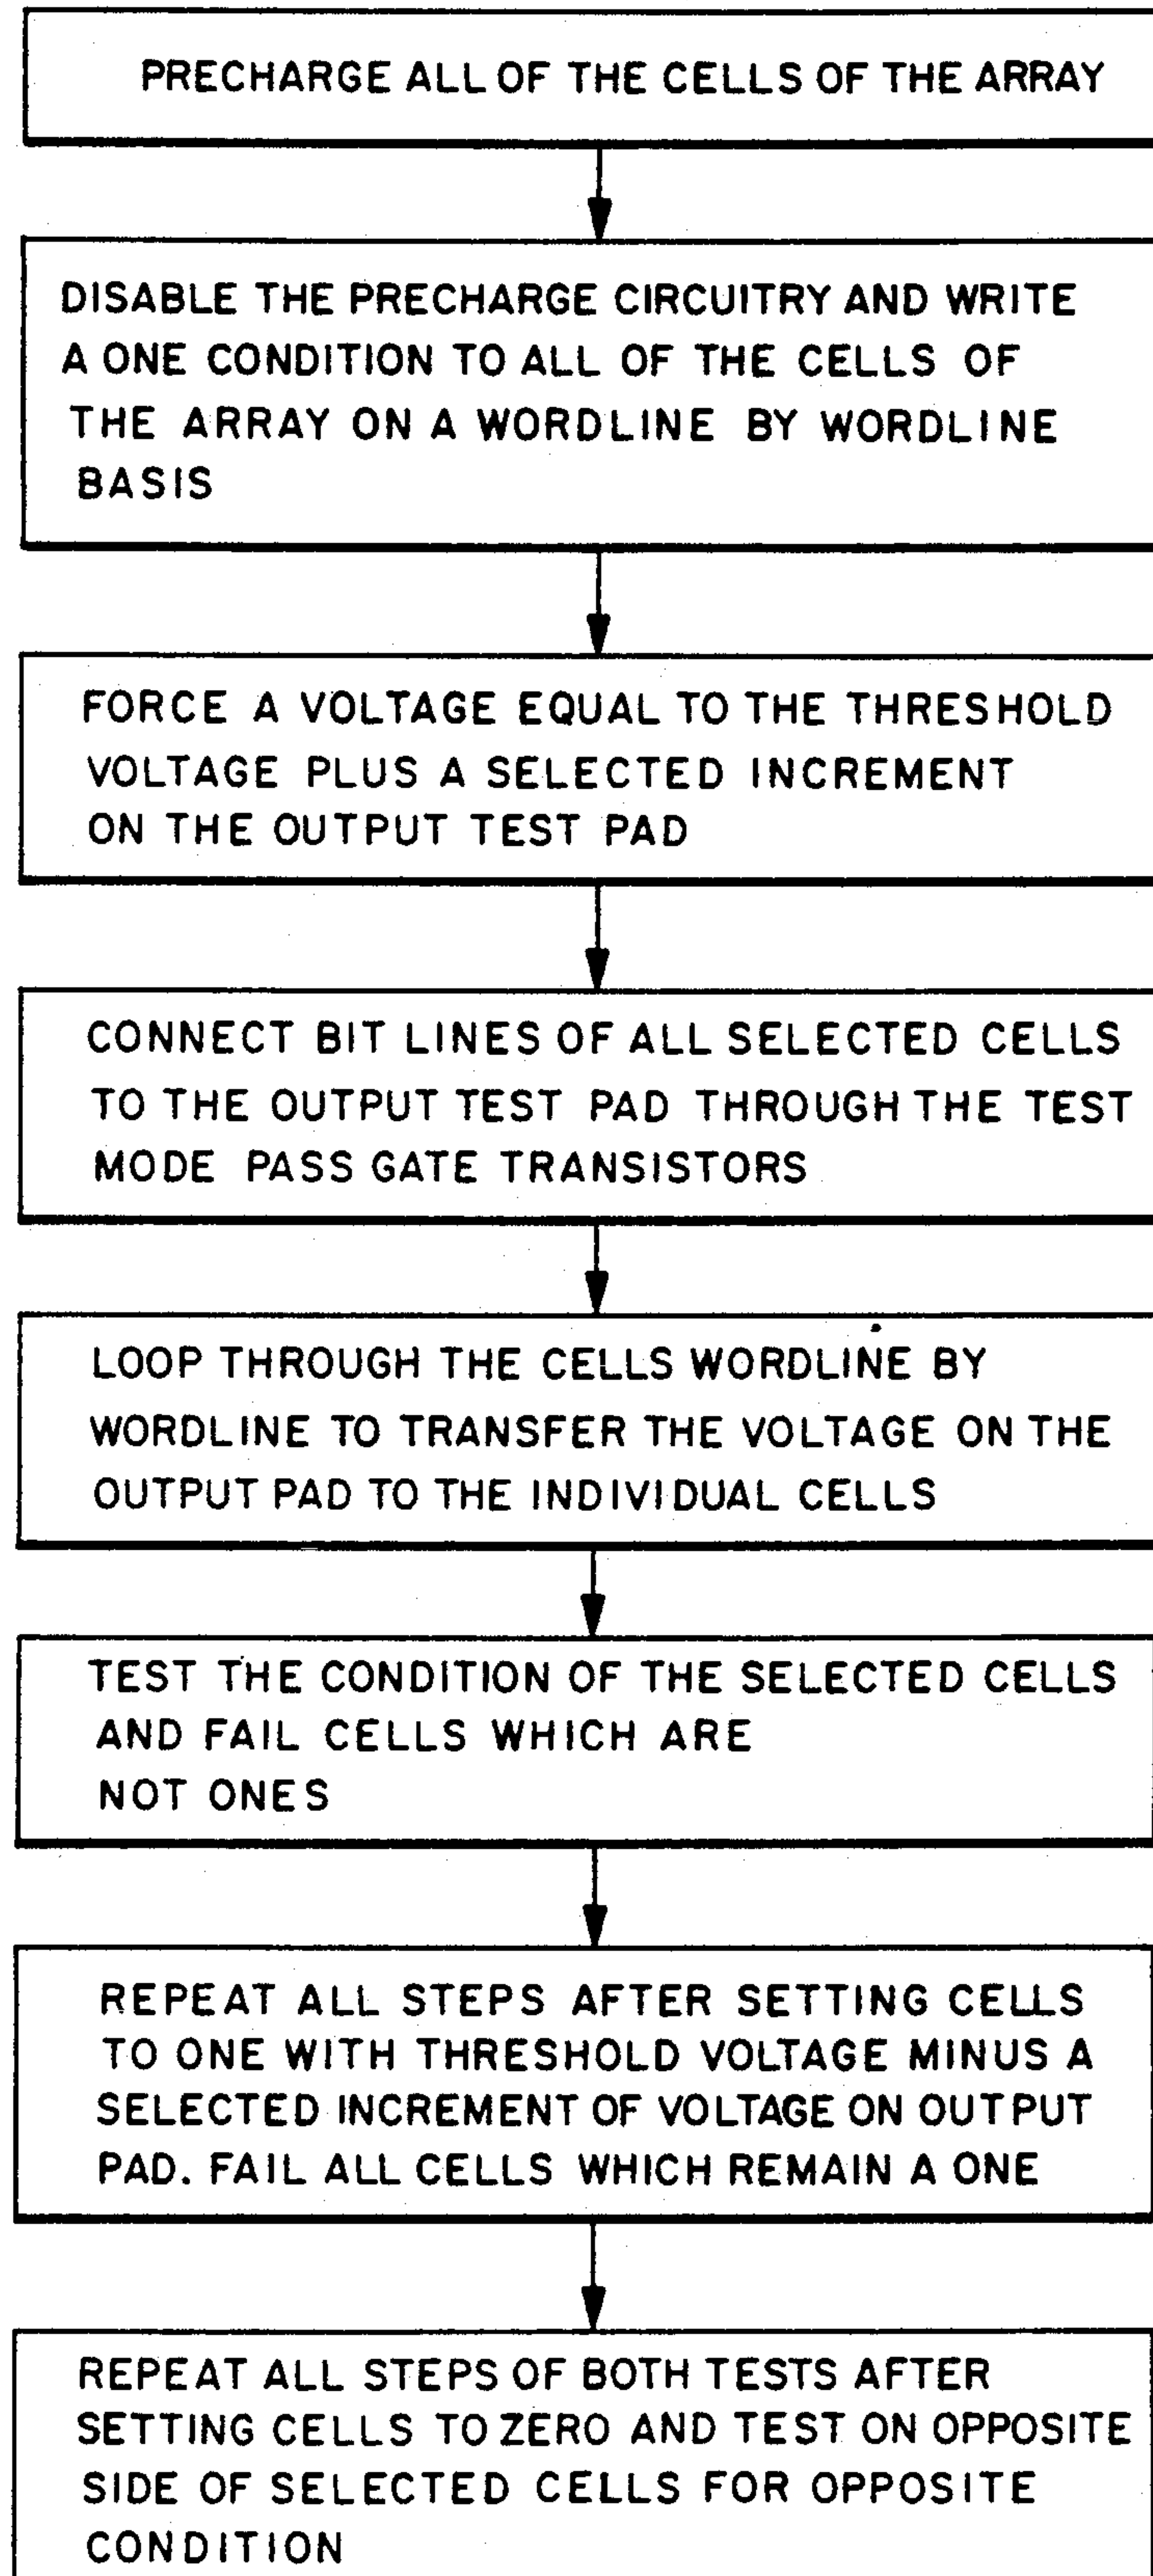 PRECHARGE ALL OF THE CELLS OF THE ARRAY
DISABLE THE PRECHARGE CIRCUITRY AND WRITE
A ONE CONDITION TO ALL OF THE CELLS OF
THE ARRAY ON A WORDLINE BY WORDLINE
BASIS
FORCE A VOLTAGE EQUAL TO THE THRESHOLD
VOLTAGE PLUS A SELECTED INCREMENT
ON THE OUTPUT TEST PAD
CONNECT BIT LINES OF ALL SELECTED CELLS
TO THE OUTPUT TEST PAD THROUGH THE TEST
MODE PASS GATE TRANSISTORS
LOOP THROUGH THE CELLS WORDLINE BY
WORDLINE TO TRANSFER THE VOLTAGE ON THE
OUTPUT PAD TO THE INDIVIDUAL CELLS
TEST THE CONDITION OF THE SELECTED CELLS
AND FAIL CELLS WHICH ARE
NOT ONES
REPEAT ALL STEPS AFTER SETTING CELLS
TO ONE WITH THRESHOLD VOLTAGE MINUS A
SELECTED INCREMENT OF VOLTAGE ON OUTPUT
PAD. FAIL ALL CELLS WHICH REMAIN A ONE
REPEAT ALL STEPS OF BOTH TESTS AFTER
SETTING CELLS TO ZERO AND TEST ON OPPOSITE
SIDE OF SELECTED CELLS FOR OPPOSITE
CONDITION